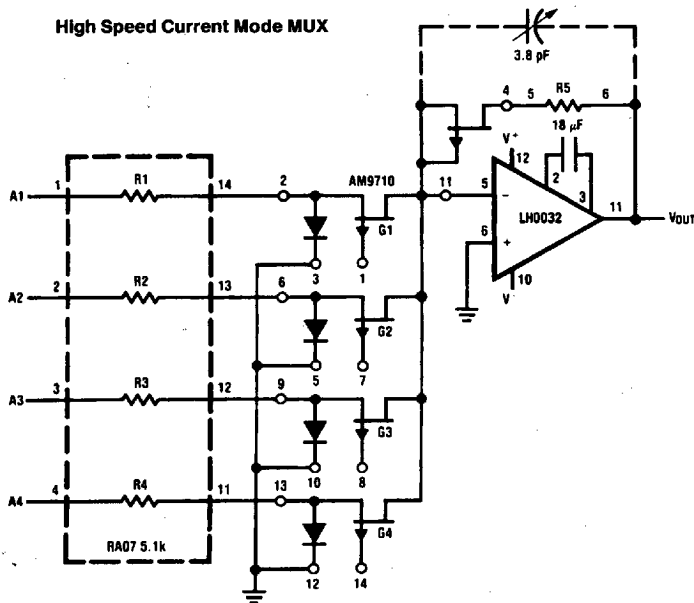 High Speed Current Mode MUX
3.8 pF
4 5 R5 6
18 µF
V+
12
2
3
A1 1 R1 14 2 AM9710 11 5 −
LH0032
11 VOUT
G1
6 +
3 1
10
V
A2 2 R2 13 6
G2
5 7
A3 3 R3 12 9
G3
10 8
A4 4 R4 11 13
G4
RA07 5.1k
12 14